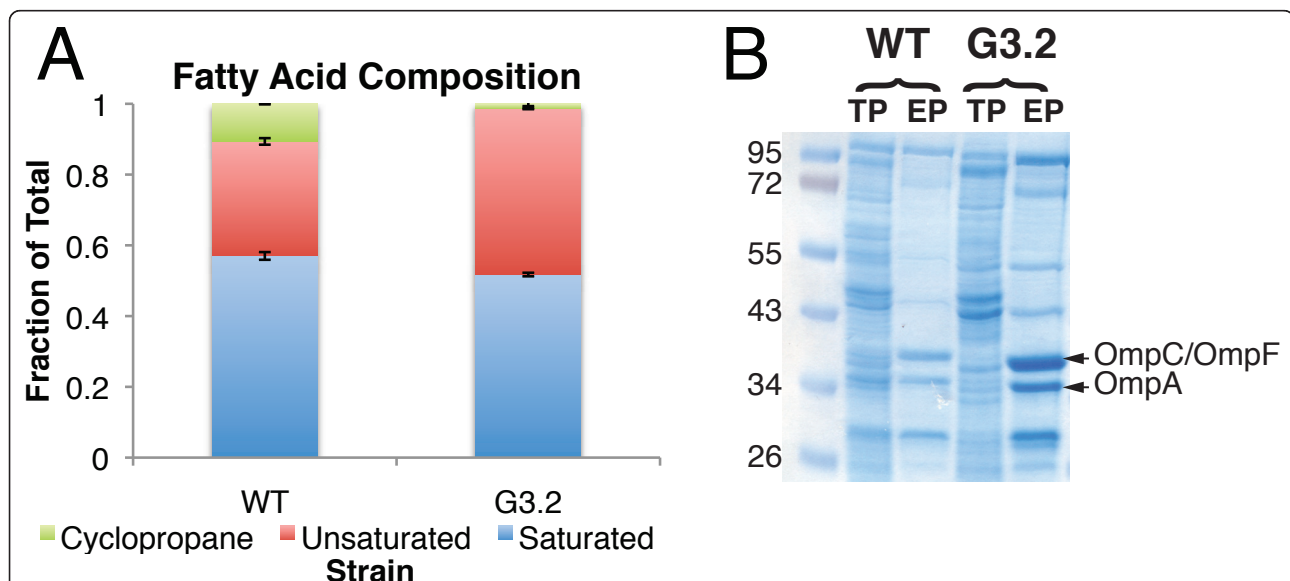 A
Fatty Acid Composition
Fraction of Total
1
0.8
0.6
0.4
0.2
0
WT
G3.2
Cyclopropane Unsaturated Saturated
Strain
B
WT G3.2
TP EP TP EP
95
72
55
43
34
26
OmpC/OmpF
OmpA